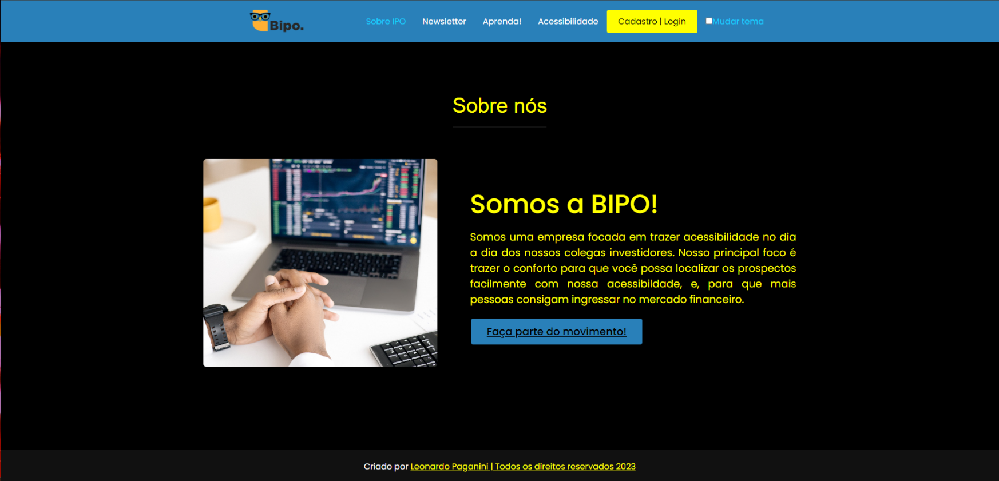 Bipo.
Sobre IPO
Newsletter
Aprenda!
Acessibilidade
Cadastro | Login
Mudar tema
Sobre nós
Somos a BIPO!
Somos uma empresa focada em trazer acessibilidade no dia
a dia dos nossos colegas investidores. Nosso principal foco é
trazer o conforto para que você possa localizar os prospectos
facilmente com nossa acessibildade, e, para que mais
pessoas consigam ingressar no mercado financeiro.
Faça parte do movimento!
Criado por Leonardo Paganini | Todos os direitos reservados 2023